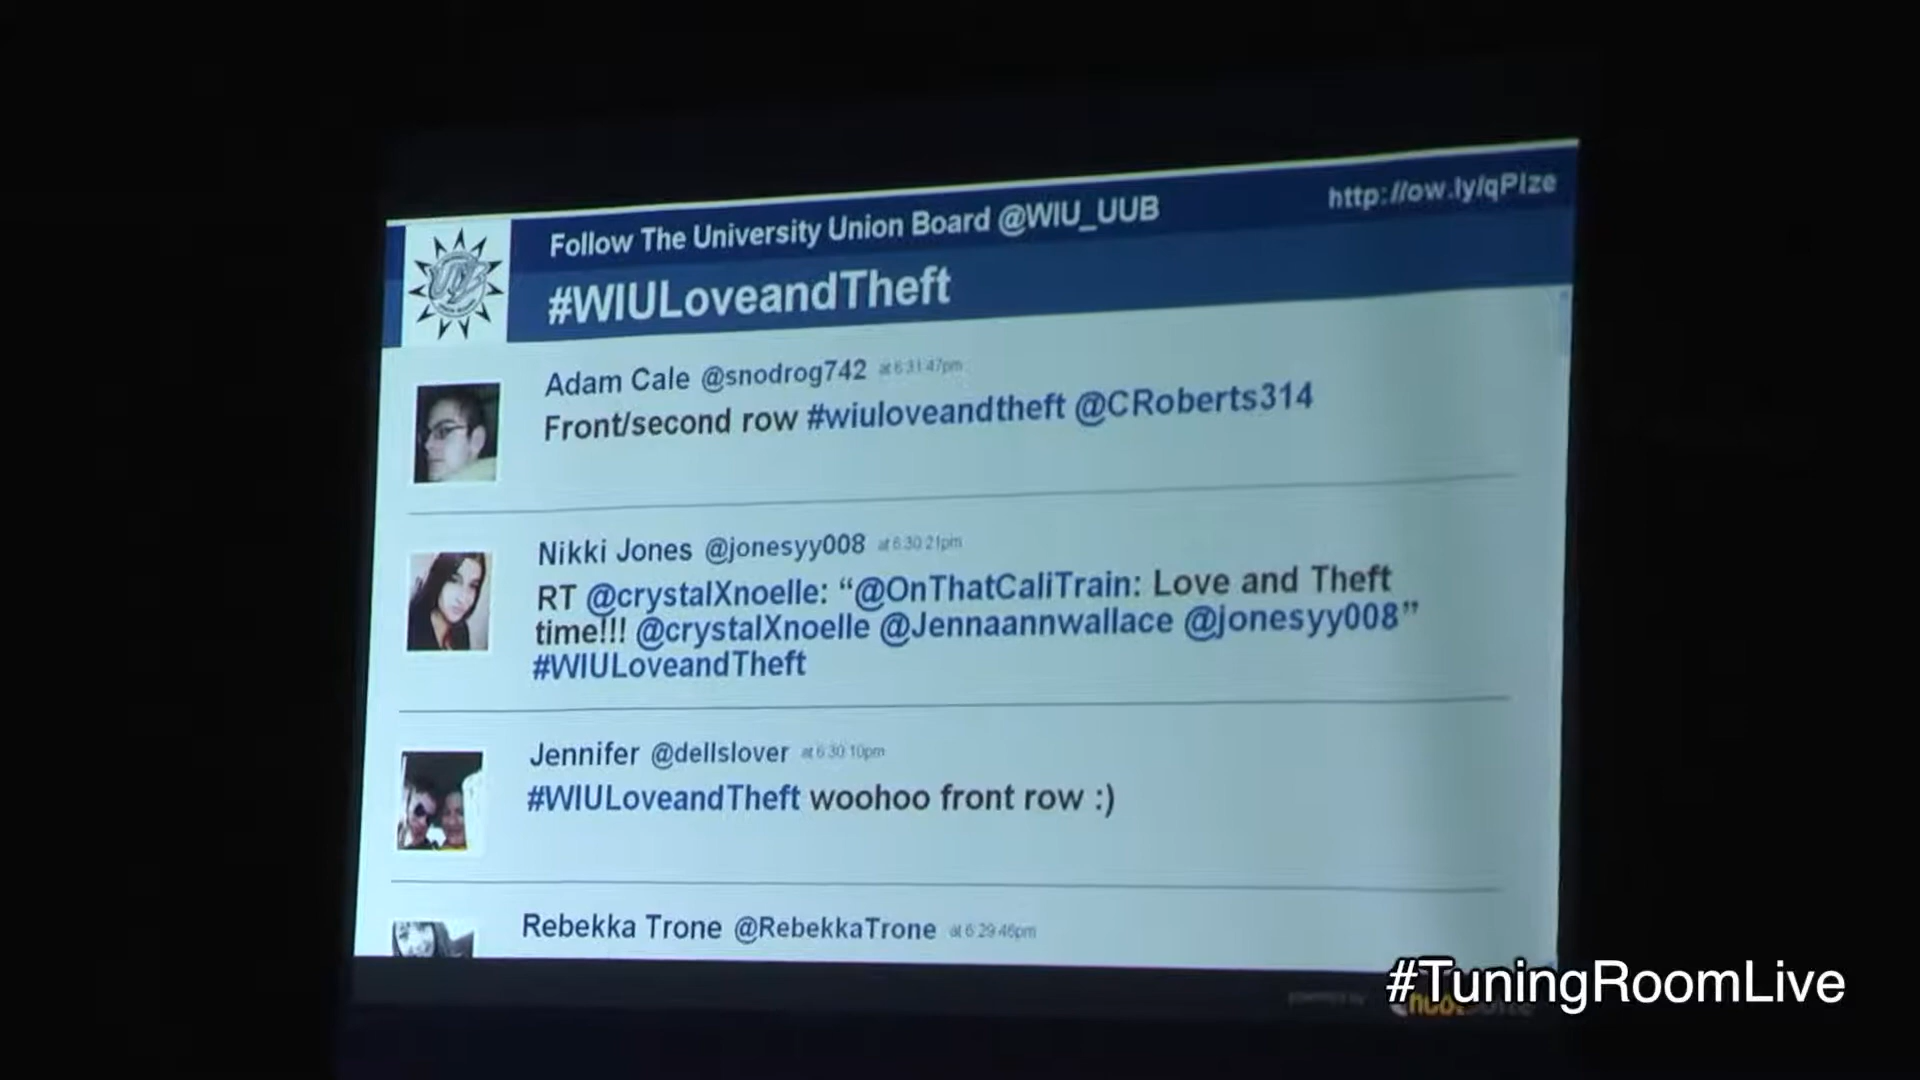 Follow The University Union Board @WIU_UUB
http://ow.ly/qPlze
#WIULoveandTheft
Adam Cale @snodrog742 at 6:31:47pm
Front/second row #wiuloveandtheft @CRoberts314
Nikki Jones @jonesyy008 at 6:30:21pm
RT @crystalXnoelle: “@OnThatCaliTrain: Love and Theft
time!!! @crystalXnoelle @Jennaannwallace @jonesyy008”
#WIULoveandTheft
Jennifer @dellslover at 6:30:10pm
#WIULoveandTheft woohoo front row :)
Rebekka Trone @RebekkaTrone at 6:29:46pm
#TuningRoomLive